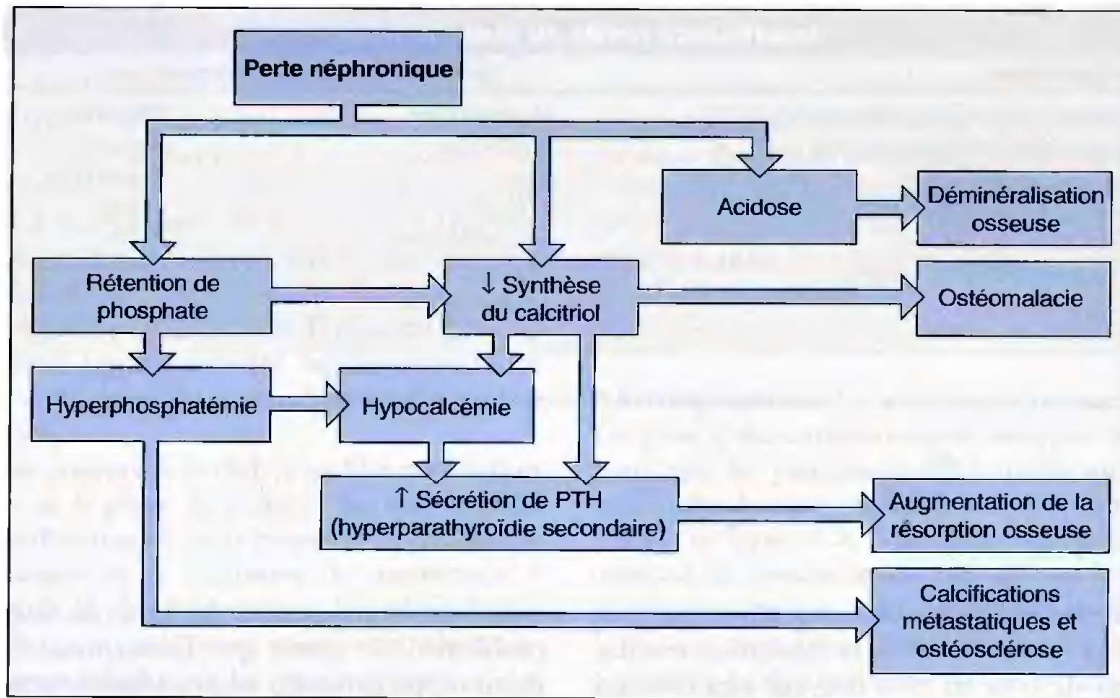 Perte néphronique
Acidose
Déminéralisation
osseuse
Rétention de
phosphate
↓ Synthèse
du calcitriol
Ostéomalacie
Hyperphosphatémie
Hypocalcémie
↑ Sécrétion de PTH
(hyperparathyroïdie secondaire)
Augmentation de la
résorption osseuse
Calcifications
métastatiques et
ostéosclérose